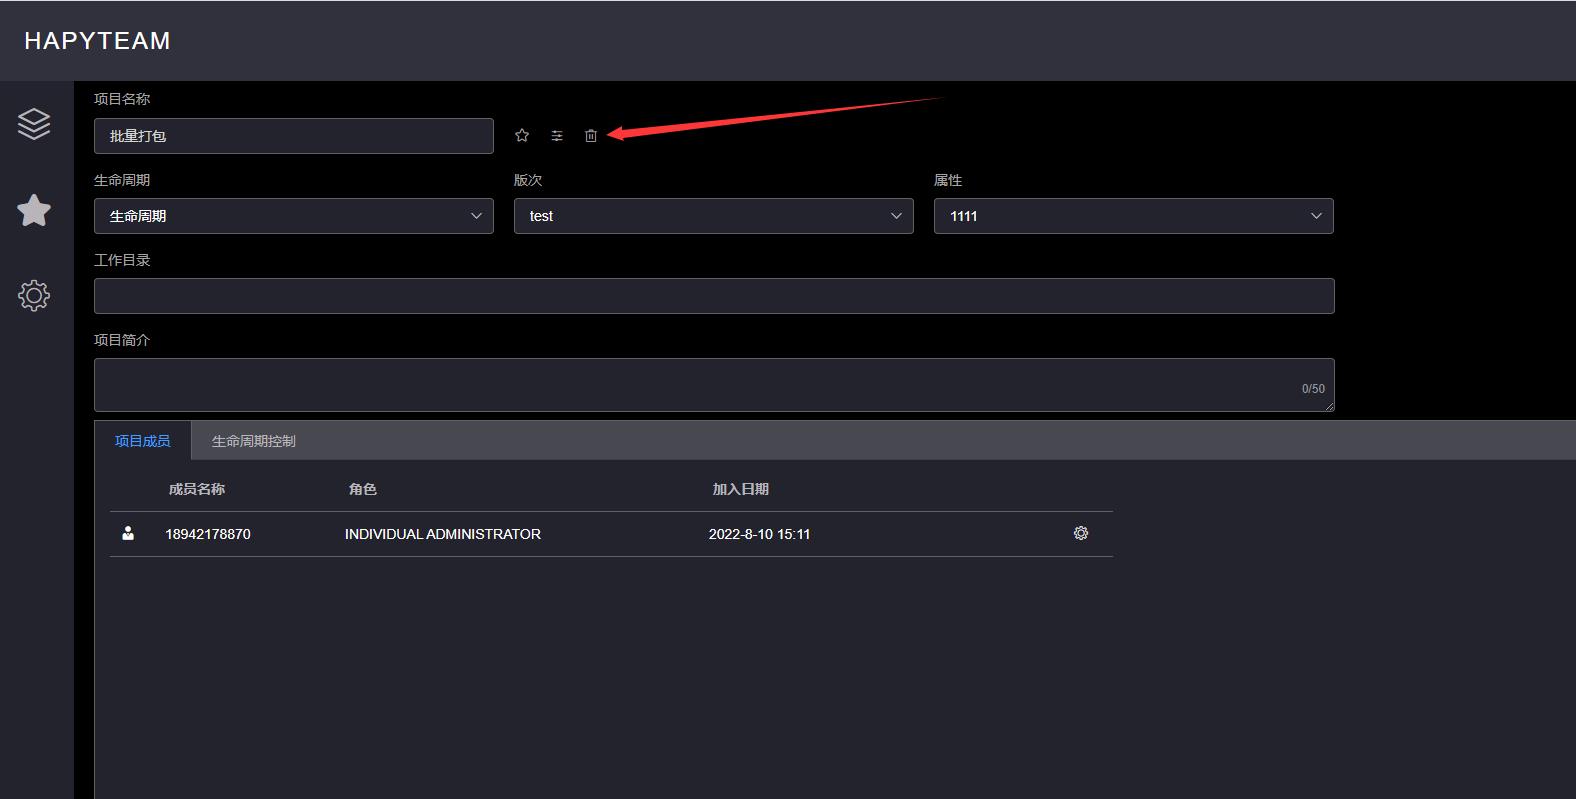 HAPYTEAM
项目名称
批量打包
生命周期 版次 属性
生命周期 test 1111
工作目录
项目简介
0/50
项目成员 生命周期控制
成员名称 角色 加入日期
18942178870 INDIVIDUAL ADMINISTRATOR 2022-8-10 15:11